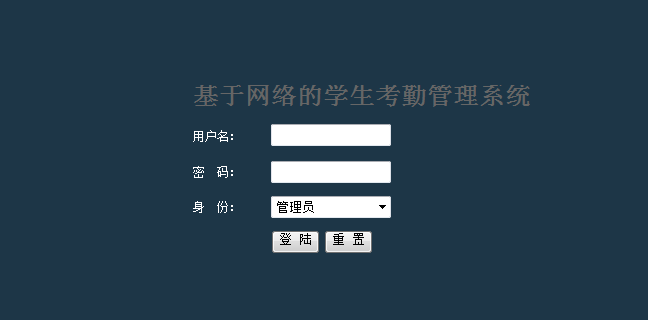 基于网络的学生考勤管理系统
用户名:
密 码:
身 份: 管理员
登 陆 重 置